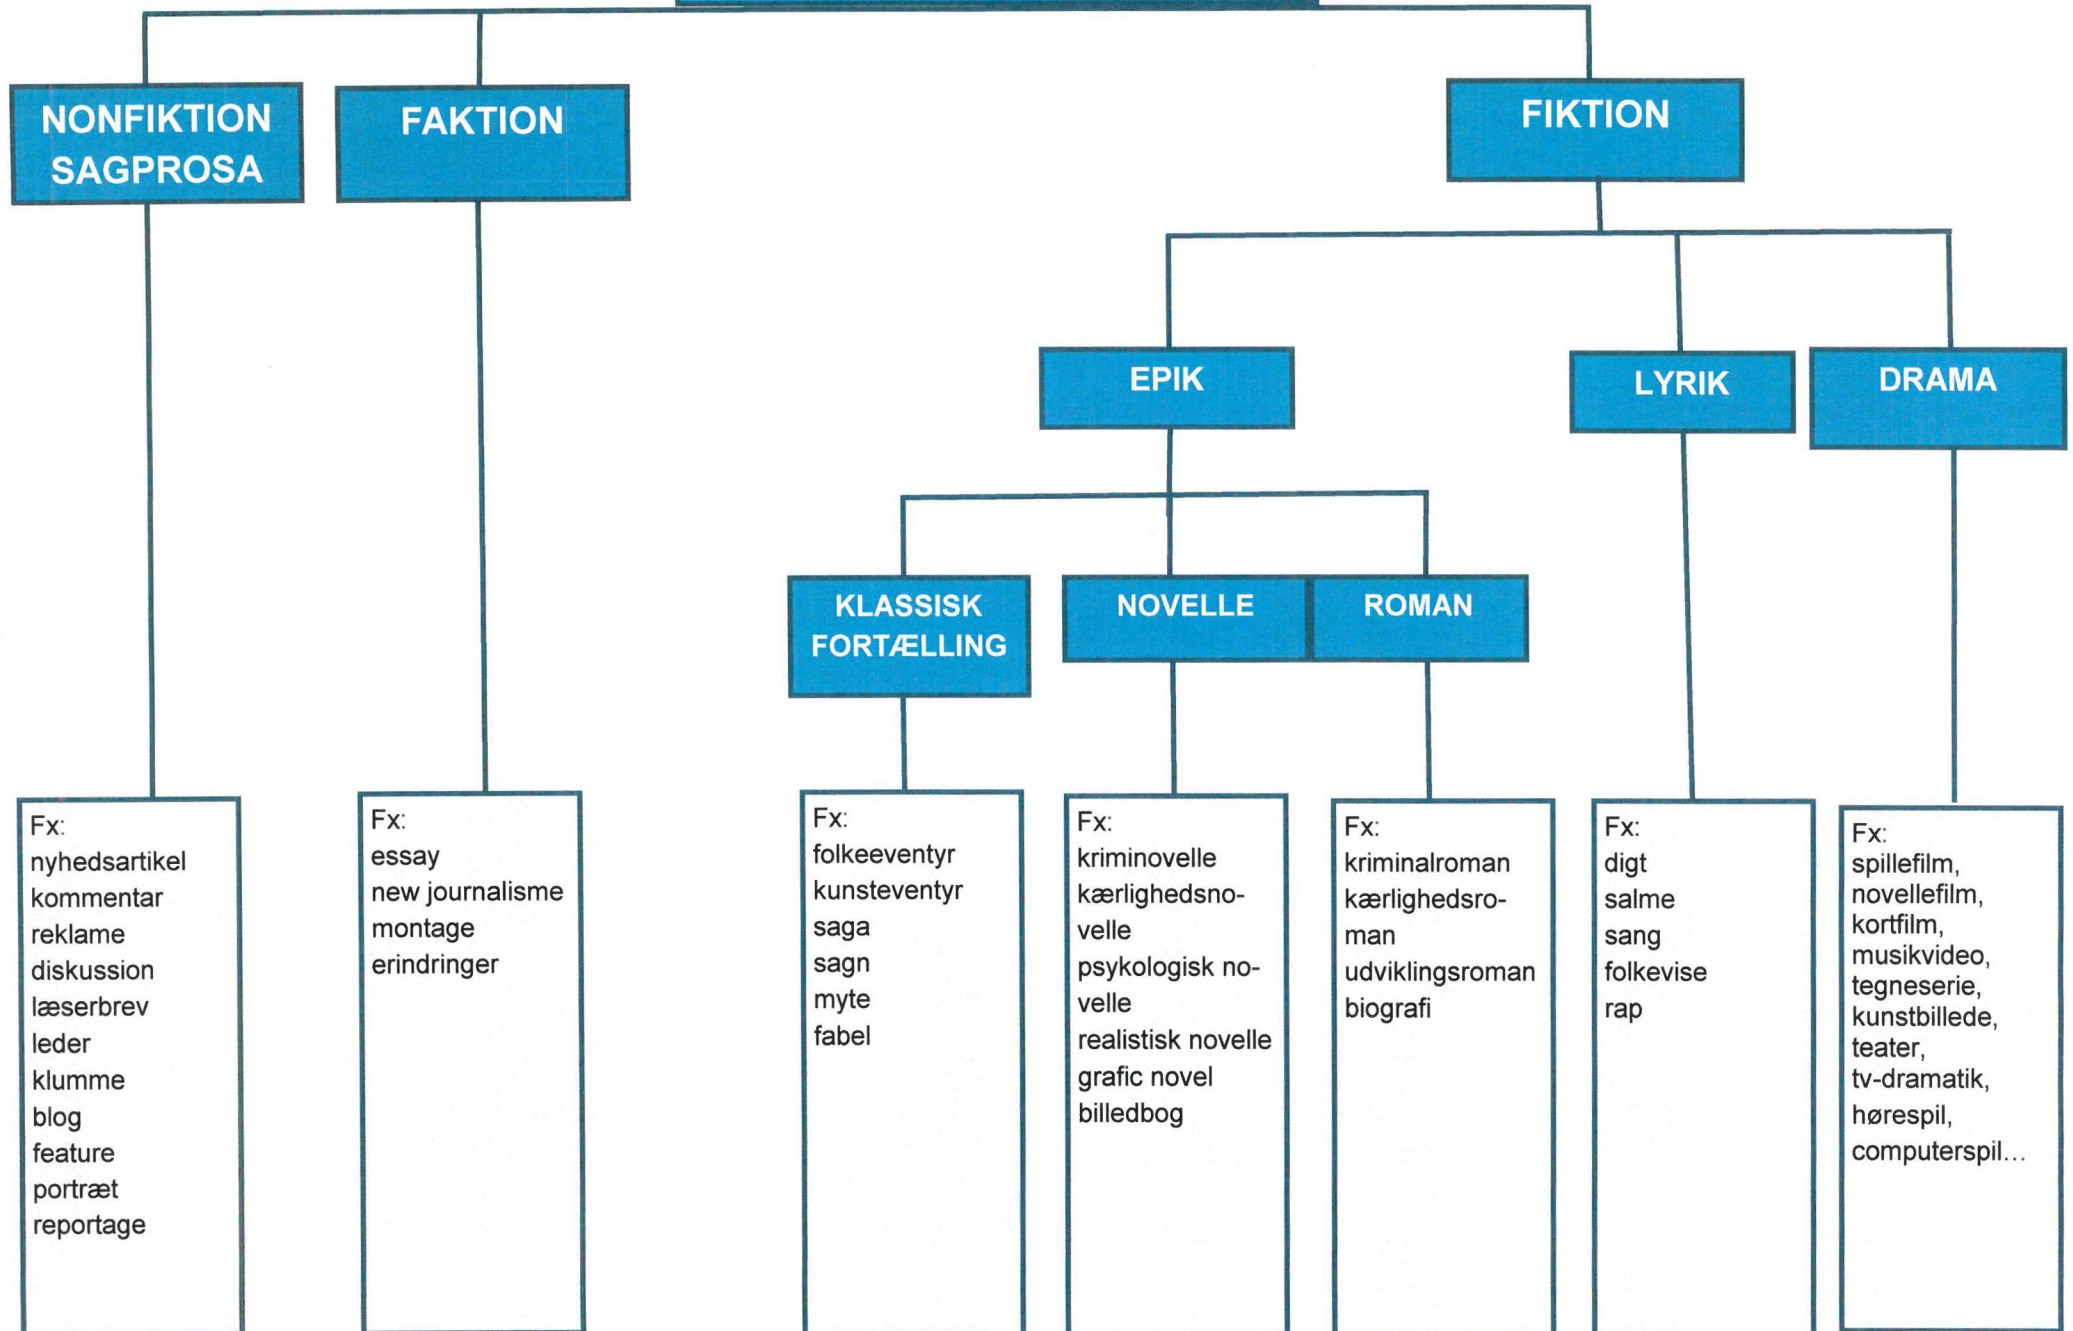 NONFIKTION
SAGPROSA
FAKTION
FIKTION
EPIK
LYRIK
DRAMA
KLASSISK
FORTÆLLING
NOVELLE
ROMAN
Fx:
nyhedsartikel
kommentar
reklame
diskussion
læserbrev
leder
klumme
blog
feature
portræt
reportage
Fx:
essay
new journalisme
montage
erindringer
Fx:
folkeeventyr
kunsteventyr
saga
sagn
myte
fabel
Fx:
kriminovelle
kærlighedsno-
velle
psykologisk no-
velle
realistisk novelle
grafic novel
billedbog
Fx:
kriminalroman
kærlighedsro-
man
udviklingsroman
biografi
Fx:
digt
salme
sang
folkevise
rap
Fx:
spillefilm,
novellefilm,
kortfilm,
musikvideo,
tegneserie,
kunstbillede,
teater,
tv-dramatik,
hørespil,
computerspil…